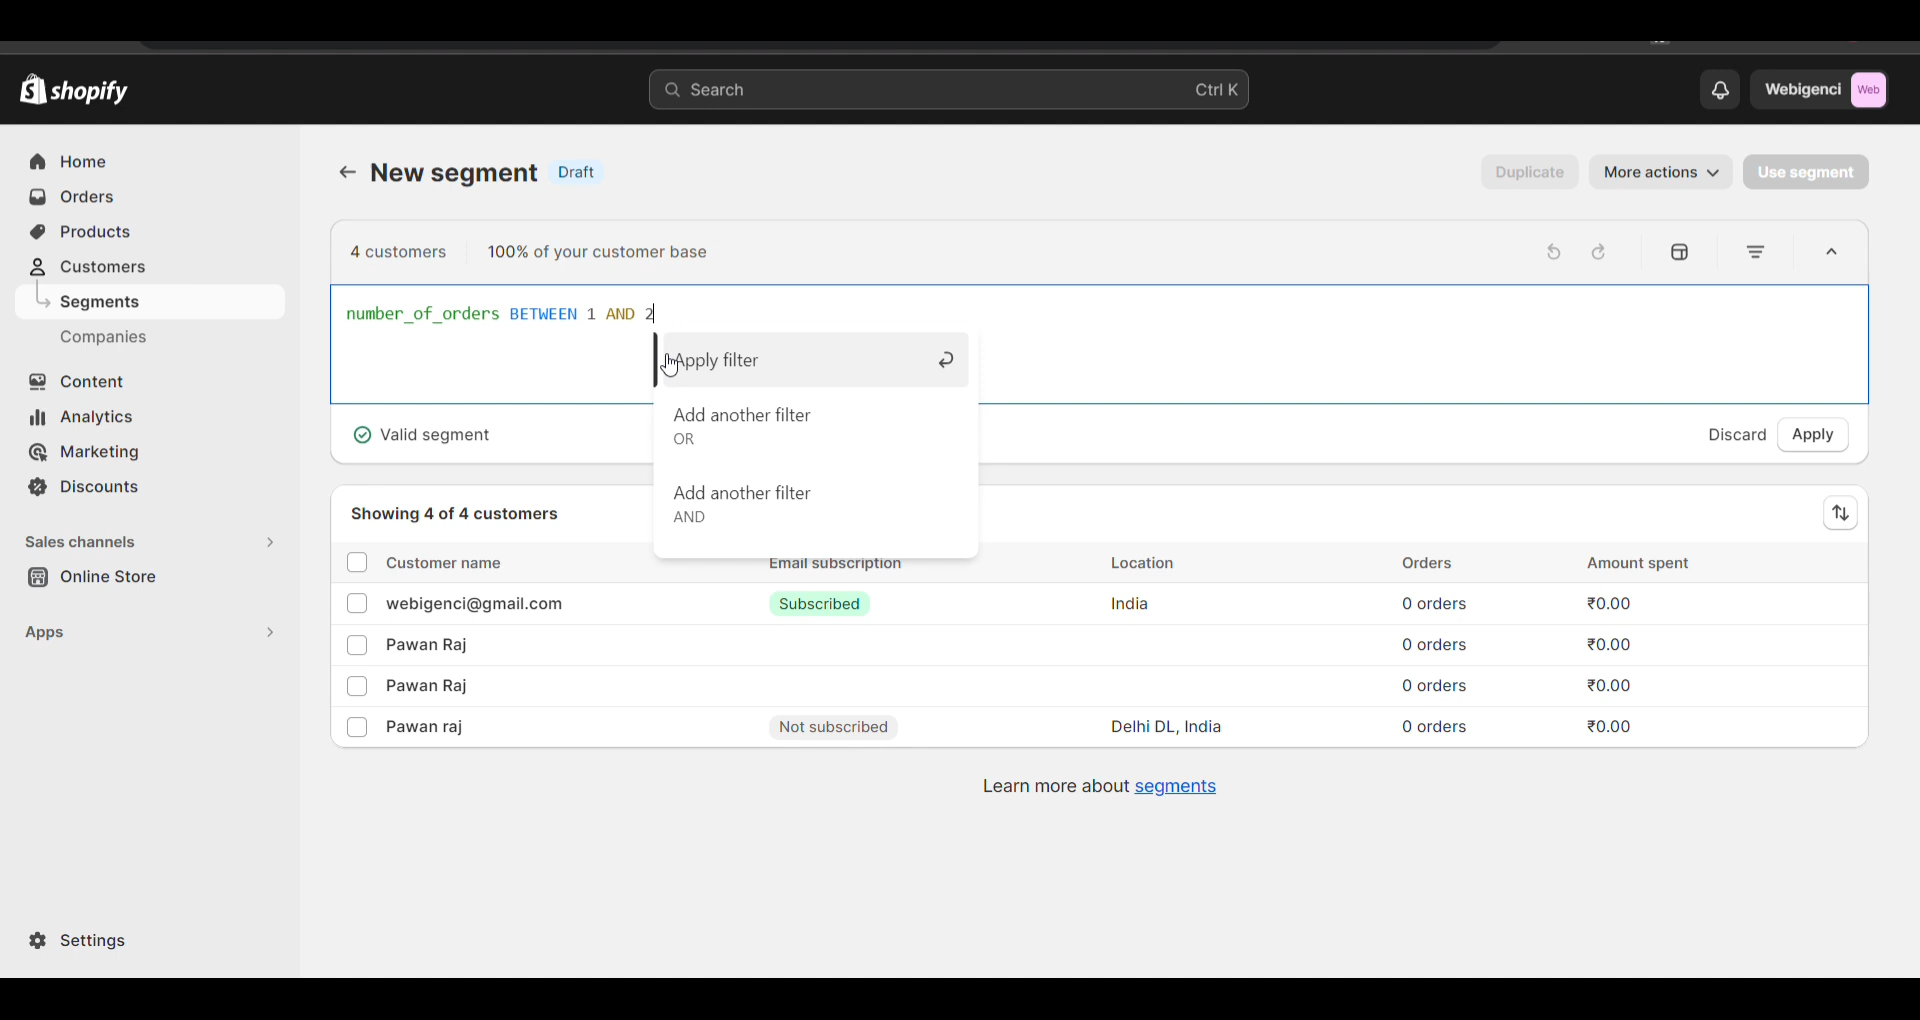 shopify
Search Ctrl K
Webigenci Web
Home
Orders
Products
Customers
Segments
Companies
Content
Analytics
Marketing
Discounts
Sales channels
Online Store
Apps
Settings
New segment Draft
Duplicate More actions Use segment
4 customers 100% of your customer base
number_of_orders BETWEEN 1 AND 2
Apply filter
Add another filter
OR
Add another filter
AND
Valid segment
Discard Apply
Showing 4 of 4 customers
Customer name Email subscription Location Orders Amount spent
webigenci@gmail.com Subscribed India 0 orders ₹0.00
Pawan Raj 0 orders ₹0.00
Pawan Raj 0 orders ₹0.00
Pawan raj Not subscribed Delhi DL, India 0 orders ₹0.00
Learn more about segments